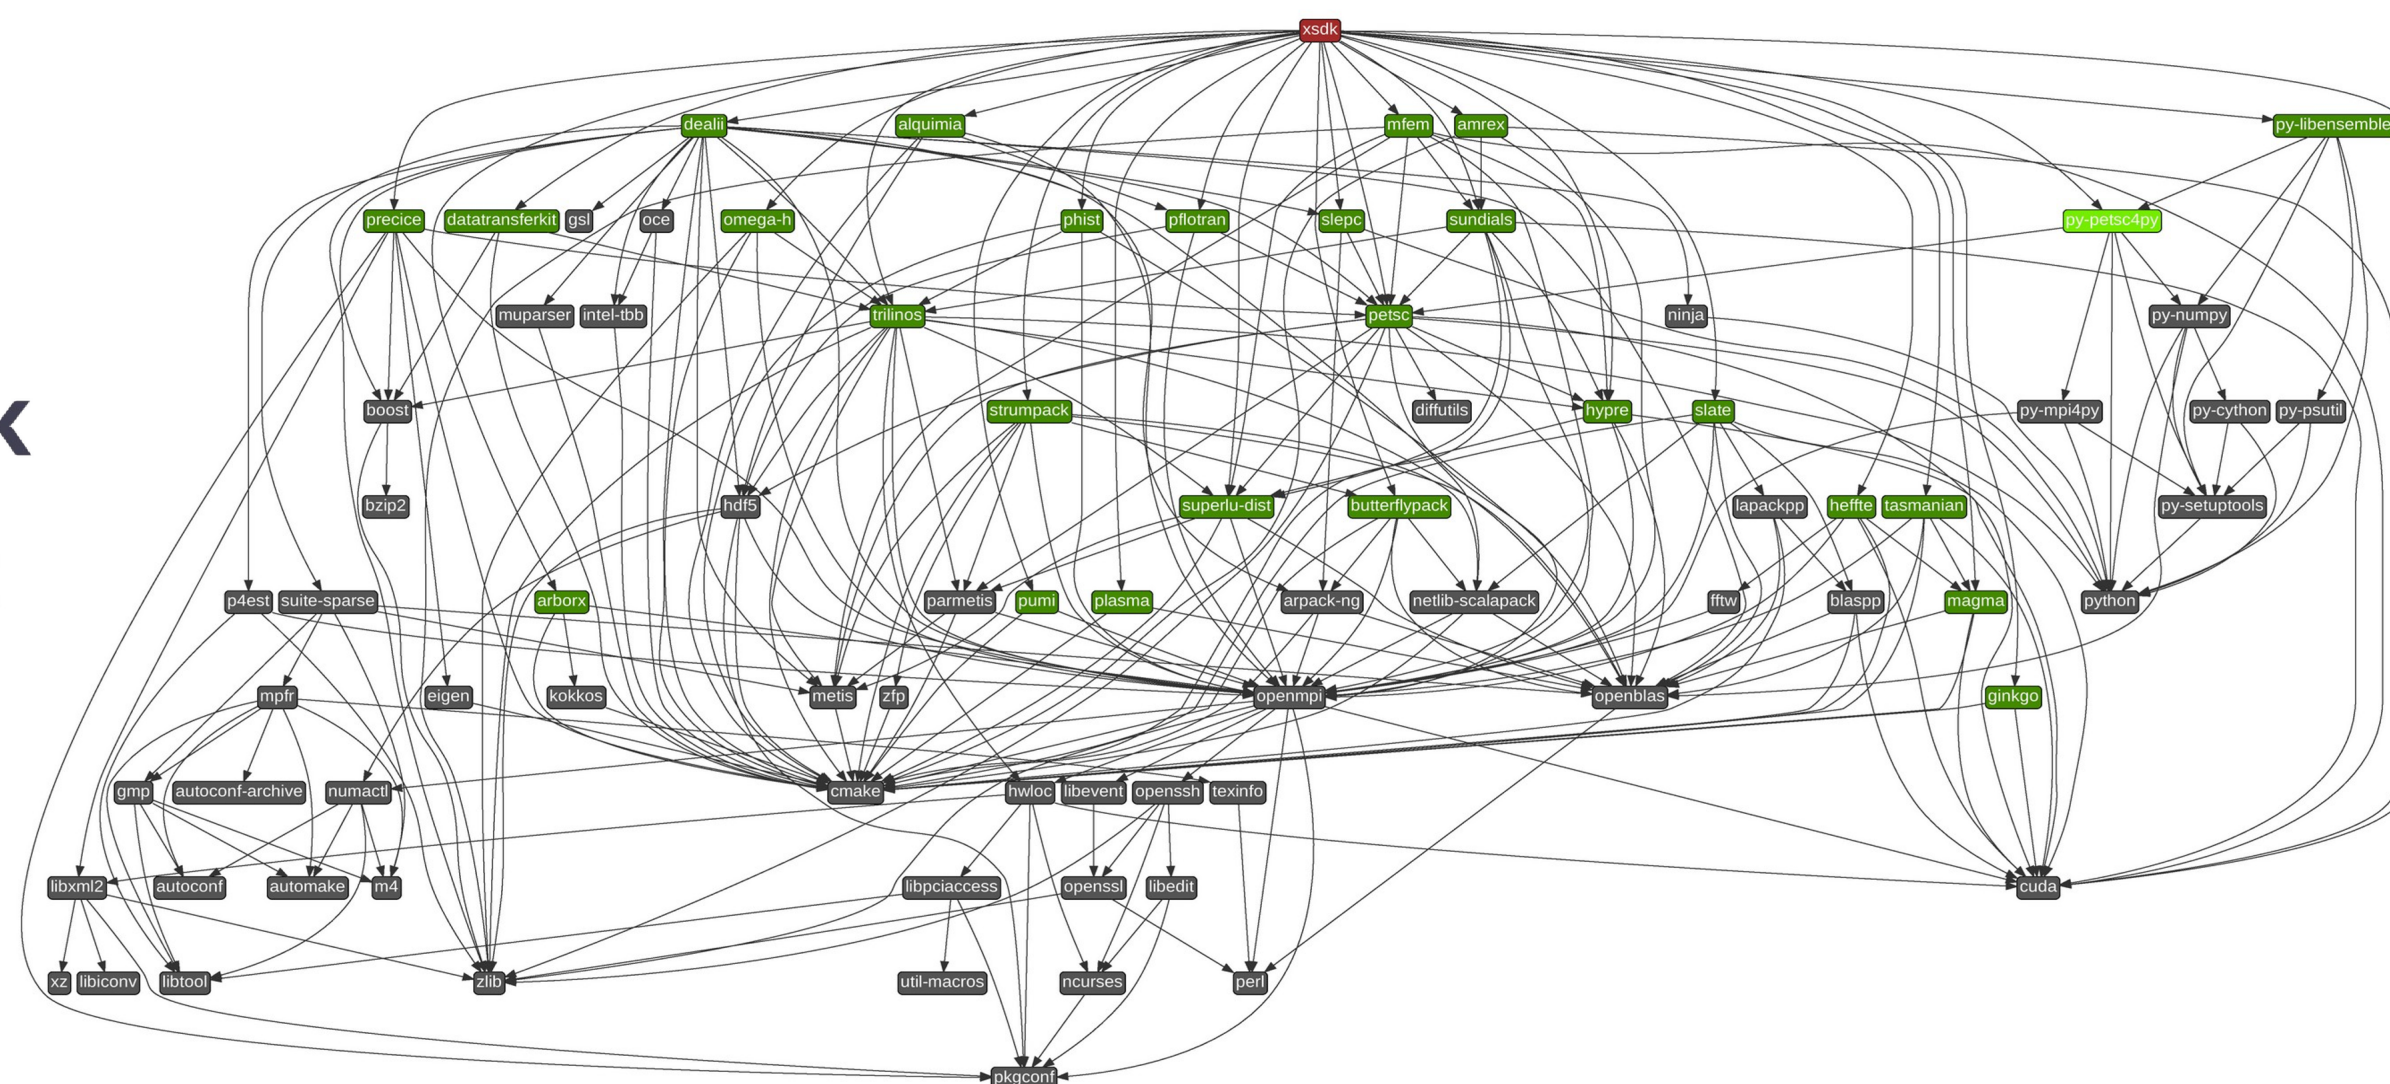 xsdk
dealii
alquimia
mfem
amrex
py-libensemble
precice
datatransferkit
gsl
oce
omega-h
phist
pflotran
slepc
sundials
py-petsc4py
muparser
intel-tbb
trilinos
petsc
ninja
py-numpy
boost
strumpack
diffutils
hypre
slate
py-mpi4py
py-cython
py-psutil
bzip2
hdf5
superlu-dist
butterflypack
lapackpp
heffte
tasmanian
py-setuptools
p4est
suite-sparse
arborx
parmetis
pumi
plasma
arpack-ng
netlib-scalapack
fftw
blaspp
magma
python
mpfr
eigen
kokkos
metis
zfp
openmpi
openblas
ginkgo
gmp
autoconf-archive
numactl
cmake
hwloc
libevent
openssh
texinfo
libxml2
autoconf
automake
m4
libpciaccess
openssl
libedit
cuda
xz
libiconv
libtool
zlib
util-macros
ncurses
perl
pkgconf